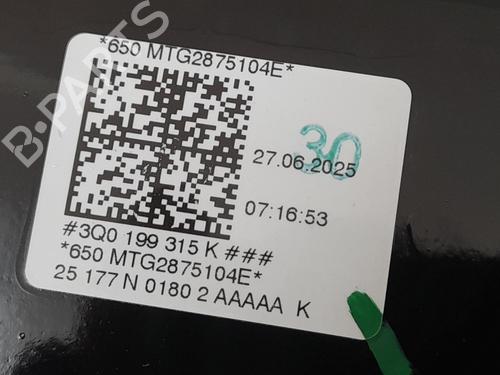 *650 MTG2875104E*
30
27.06.2025
07:16:53
#3Q0 199 315 K ###
*650 MTG2875104E*
25 177 N 0180 2 AAAAA K
B-PARTS